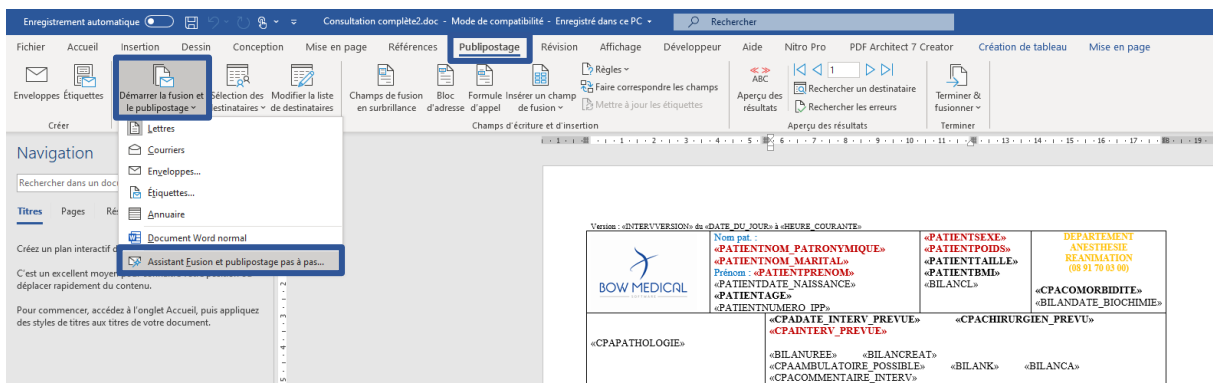 Enregistrement automatique
Consultation complète2.doc - Mode de compatibilité - Enregistré dans ce PC
Rechercher
Fichier Accueil Insertion Dessin Conception Mise en page Références Publipostage Révision Affichage Développeur Aide Nitro Pro PDF Architect 7 Creator Création de tableau Mise en page
Enveloppes Étiquettes
Créer
Démarrer la fusion et
le publipostage
Sélection des
destinataires
Modifier la liste
de destinataires
Champs de fusion
en surbrillance
Bloc
d'adresse
Formule
d'appel
Insérer un champ
de fusion
Règles
Faire correspondre les champs
Mettre à jour les étiquettes
Champs d'écriture et d'insertion
ABC
Aperçu des
résultats
1
Rechercher un destinataire
Rechercher les erreurs
Aperçu des résultats
Terminer &
fusionner
Terminer
Lettres
Courriers
Enveloppes...
Étiquettes...
Annuaire
Document Word normal
Assistant Fusion et publipostage pas à pas...
Navigation
Rechercher dans un doc
Titres Pages Ré
Créez un plan interactif d
C'est un excellent moyen
déplacer rapidement du contenu.
Pour commencer, accédez à l'onglet Accueil, puis appliquez
des styles de titres aux titres de votre document.
Version : «INTERVVERSION» du «DATE_DU_JOUR» à «HEURE_COURANTE»
BOW MEDICAL
SOFTWARE
Nom pat. :
«PATIENTNOM_PATRONYMIQUE»
«PATIENTNOM_MARITAL»
Prénom : «PATIENTPRENOM»
«PATIENTDATE_NAISSANCE»
«PATIENTAGE»
«PATIENTNUMERO_IPP»
«PATIENTSEXE»
«PATIENTPOIDS»
«PATIENTTAILLE»
«PATIENTBMI»
«BILANCL»
DEPARTEMENT
ANESTHESIE
REANIMATION
(08 91 70 03 00)
«CPACOMORBIDITE»
«BILANDATE_BIOCHIMIE»
«CPAPATHOLOGIE»
«CPADATE_INTERV_PREVUE» «CPACHIRURGIEN_PREVU»
«CPAINTERV_PREVUE»
«BILANUREE» «BILANCREAT»
«CPAAMBULATOIRE_POSSIBLE» «BILANK» «BILANCA»
«CPACOMMENTAIRE_INTERV»